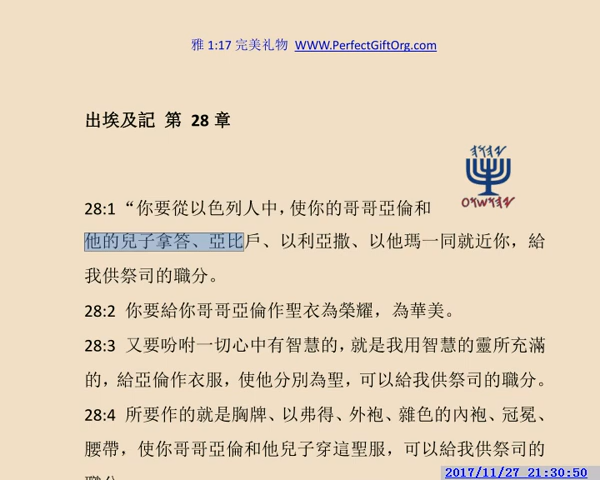 雅 1:17 完美礼物 WWW.PerfectGiftOrg.com
出埃及記 第 28 章
28:1 “你要從以色列人中，使你的哥哥亞倫和
他的兒子拿答、亞比戶、以利亞撒、以他瑪一同就近你，給
我供祭司的職分。
28:2 你要給你哥哥亞倫作聖衣為榮耀，為華美。
28:3 又要吩咐一切心中有智慧的，就是我用智慧的靈所充滿
的，給亞倫作衣服，使他分別為聖，可以給我供祭司的職分。
28:4 所要作的就是胸牌、以弗得、外袍、雜色的內袍、冠冕、
腰帶，使你哥哥亞倫和他兒子穿這聖服，可以給我供祭司的
2017/11/27 21:30:50